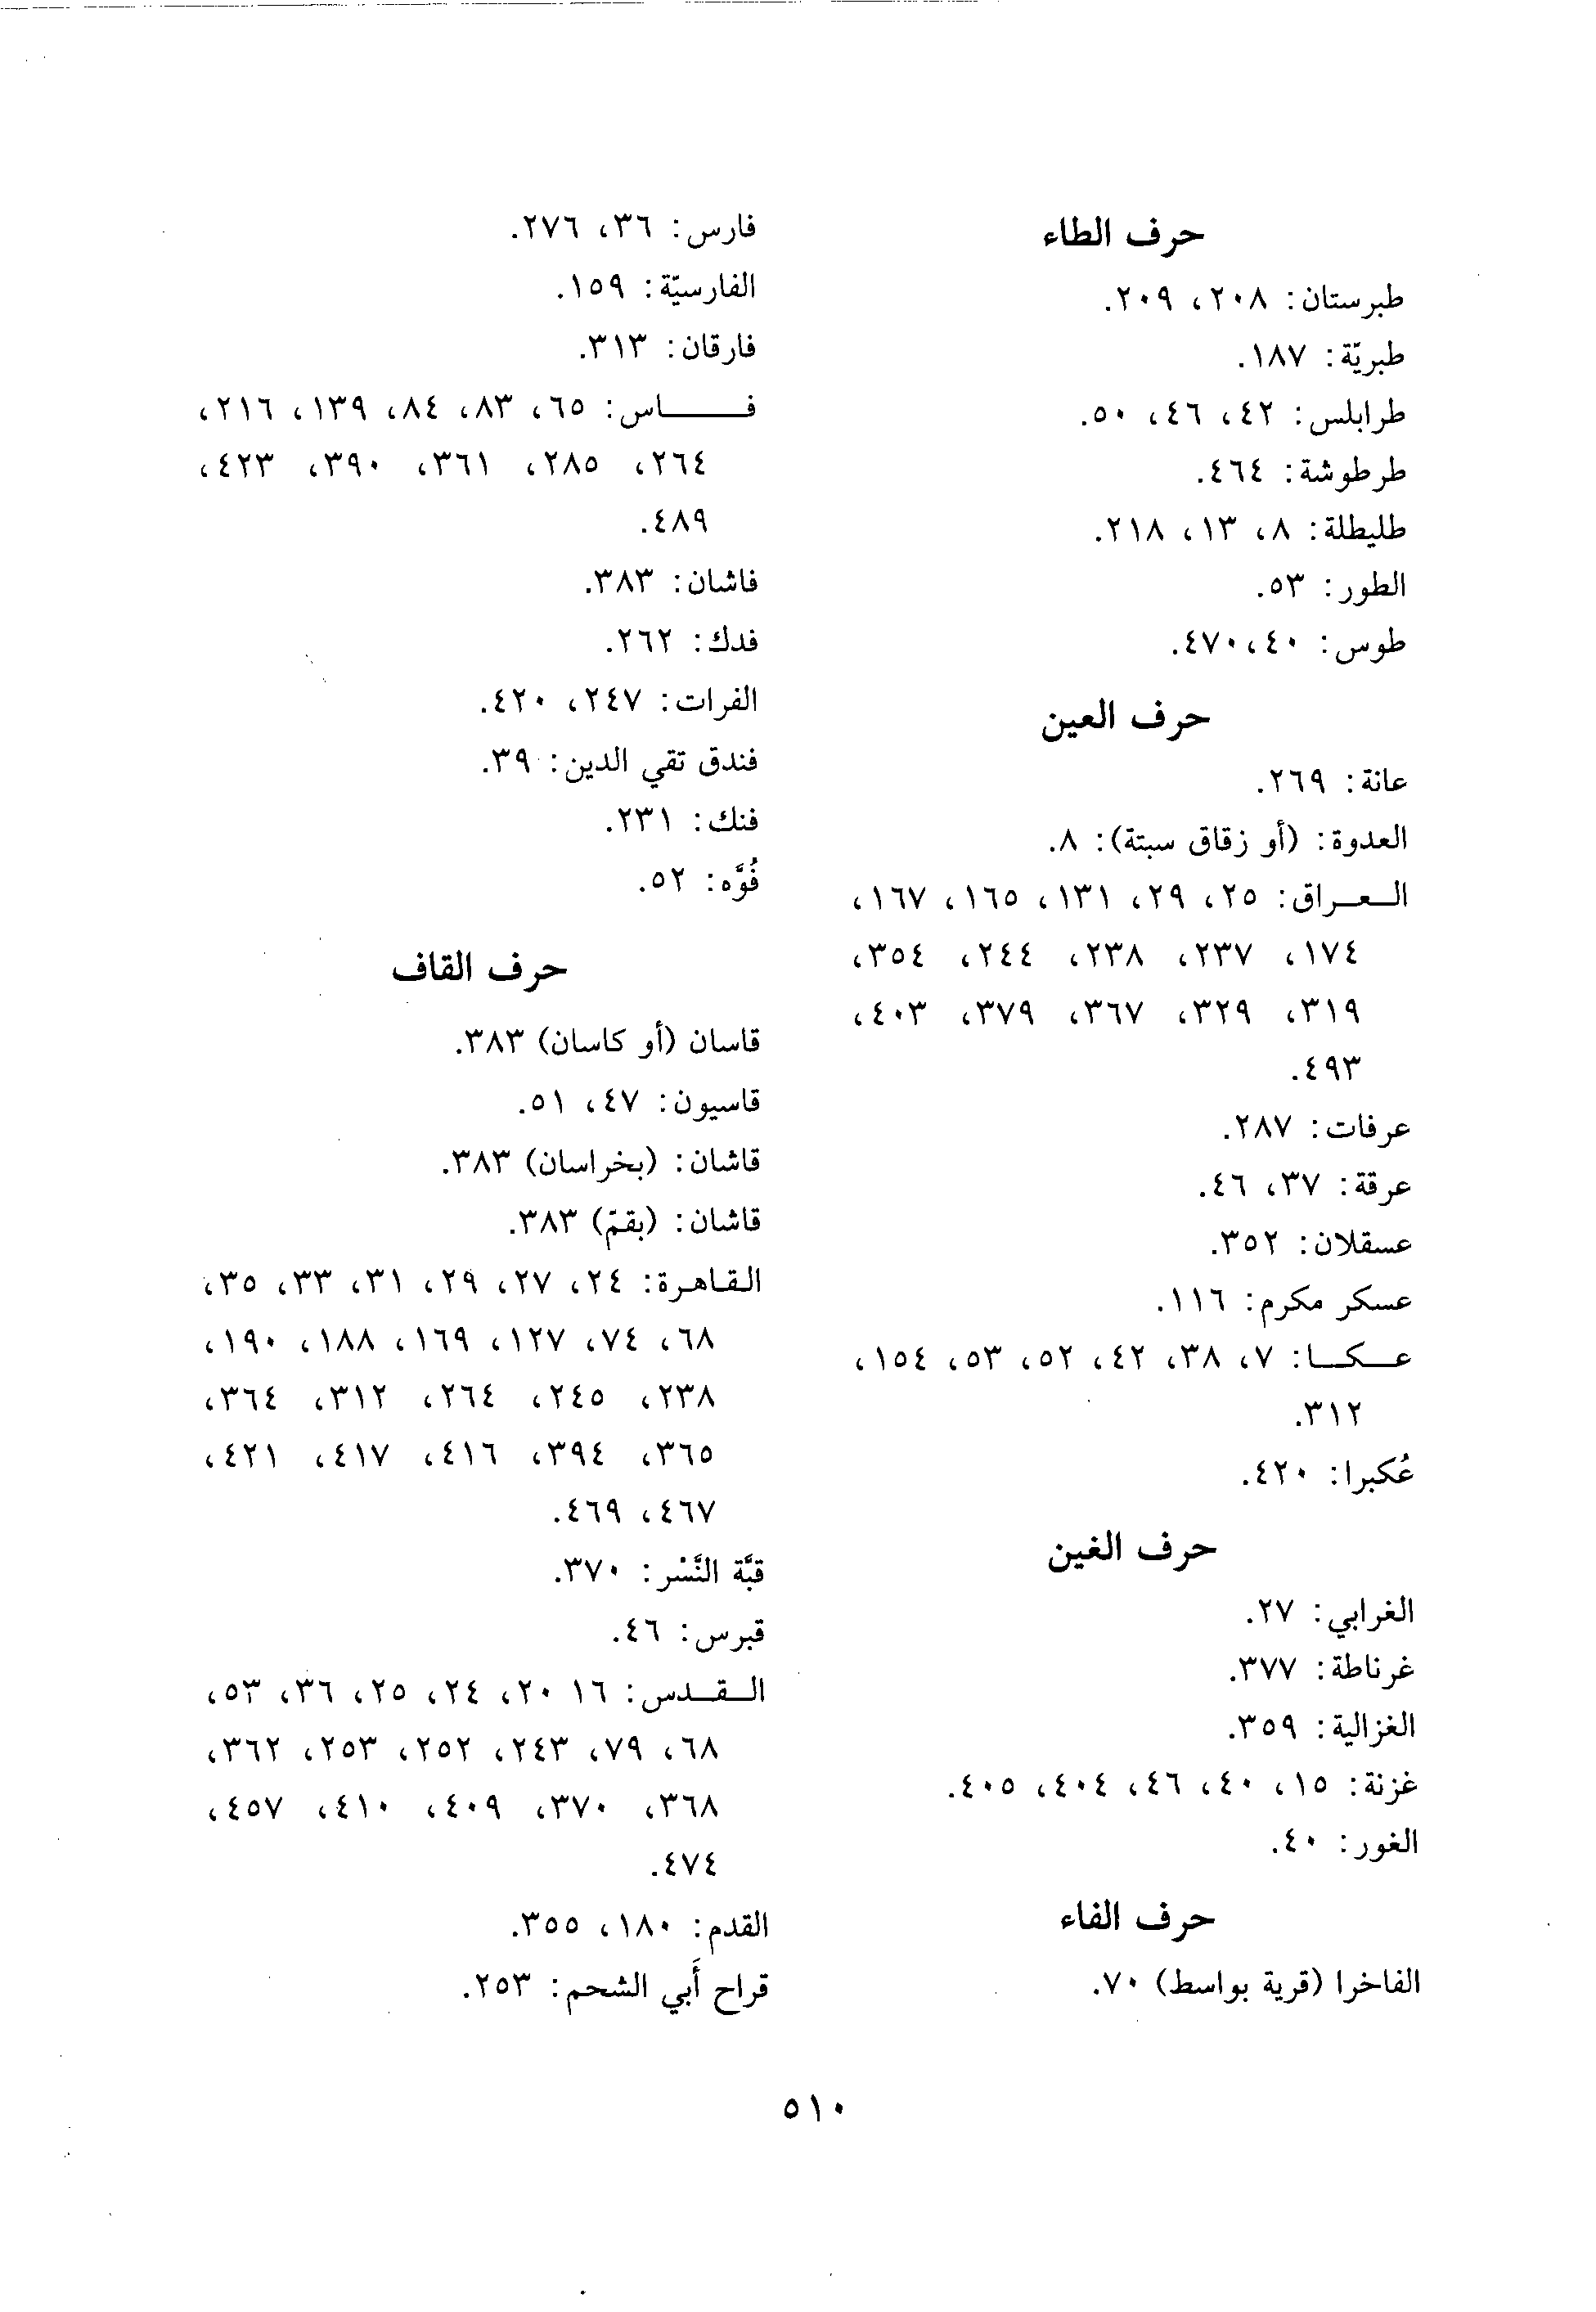 حرف الطاء
طبرستان: ٢٠٨، ٢٠٩.
طبريّة: ١٨٧.
طرابلس: ٤٢، ٤٦، ٥٠.
طرطوشة: ٤٦٤.
طليطلة: ٨، ١٣، ٢١٨.
الطور: ٥٣.
طوس: ٤٠،٤٧٠.
حرف العين
عانة: ٢٦٩.
العدوة: (أو زقاق سبتة): ٨.
العراق: ٢٥، ٢٩، ١٣١، ١٦٥، ١٦٧،
١٧٤، ٢٣٧، ٢٣٨، ٢٤٤، ٣٥٤،
٣١٩، ٣٢٩، ٣٦٧، ٣٧٩، ٤٠٣،
٤٩٣.
عرفات: ٢٨٧.
عرقة: ٣٧، ٤٦.
عسقلان: ٣٥٢.
عسكر مكرم: ١١٦.
عكا: ٧، ٣٨، ٤٢، ٥٢، ٥٣، ١٥٤،
٣١٢.
عُكبرا: ٤٢٠.
حرف الغين
الغرابي: ٢٧.
غرناطة: ٣٧٧.
الغزالية: ٣٥٩.
غزنة: ١٥، ٤٠، ٤٦، ٤٠٤، ٤٠٥.
الغور: ٤٠.
حرف الفاء
الفاخرا (قرية بواسط) ٧٠.
فارس: ٣٦، ٢٧٦.
الفارسيّة: ١٥٩.
فارقان: ٣١٣.
فاس: ٦٥، ٨٣، ٨٤، ١٣٩، ٢١٦،
٢٦٤، ٢٨٥، ٣٦١، ٣٩٠، ٤٢٣،
٤٨٩.
فاشان: ٣٨٣.
فدك: ٢٦٢.
الفرات: ٢٤٧، ٤٢٠.
فندق تقي الدين: ٣٩.
فنك: ٢٣١.
فُوَّه: ٥٢.
حرف القاف
قاسان (أو كاسان) ٣٨٣.
قاسيون: ٤٧، ٥١.
قاشان: (بخراسان) ٣٨٣.
قاشان: (بقمّ) ٣٨٣.
القاهرة: ٢٤، ٢٧، ٢٩، ٣١، ٣٣، ٣٥،
٦٨، ٧٤، ١٢٧، ١٦٩، ١٨٨، ١٩٠،
٢٣٨، ٢٤٥، ٢٦٤، ٣١٢، ٣٦٤،
٣٦٥، ٣٩٤، ٤١٦، ٤١٧، ٤٢١،
٤٦٧، ٤٦٩.
قبَّة النَّسْر: ٣٧٠.
قبرس: ٤٦.
القدس: ١٦ ٢٠، ٢٤، ٢٥، ٣٦، ٥٣،
٦٨، ٧٩، ٢٤٣، ٢٥٢، ٢٥٣، ٣٦٢،
٣٦٨، ٣٧٠، ٤٠٩، ٤١٠، ٤٥٧،
٤٧٤.
القدم: ١٨٠، ٣٥٥.
قراح أَبي الشحم: ٢٥٣.
٥١٠